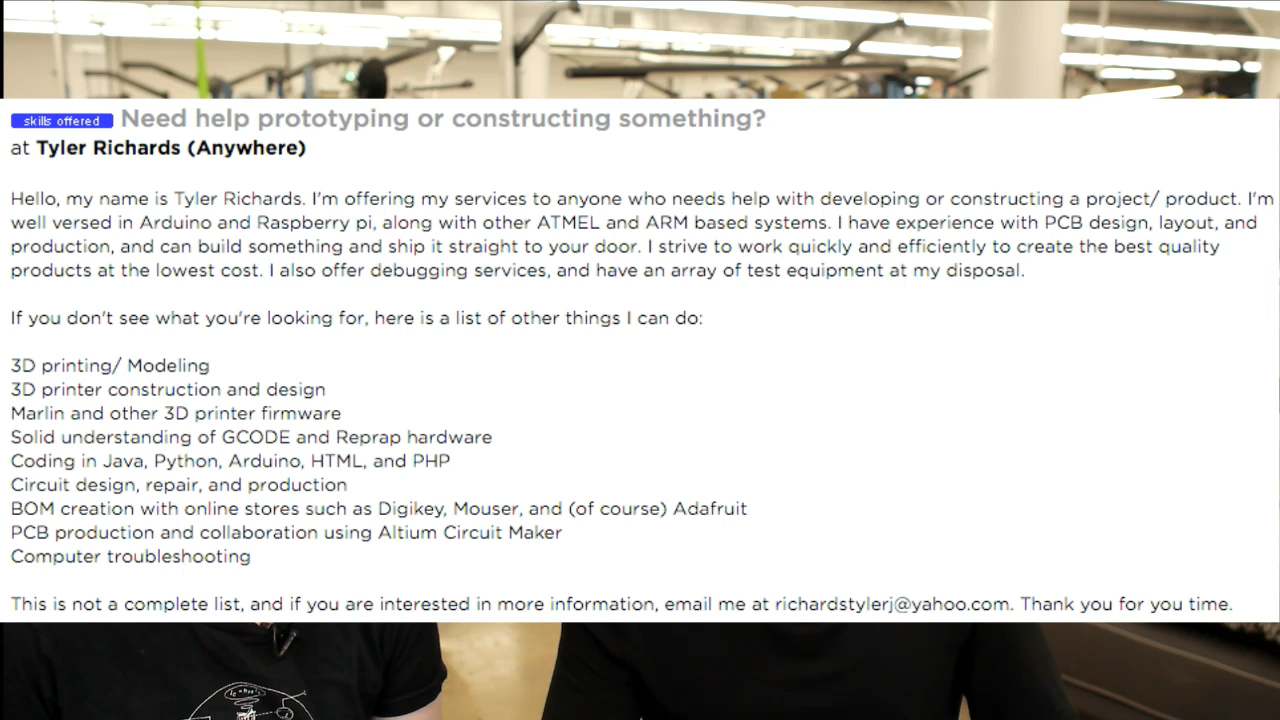 skills offered Need help prototyping or constructing something?
at Tyler Richards (Anywhere)
Hello, my name is Tyler Richards. I'm offering my services to anyone who needs help with developing or constructing a project/ product. I'm
well versed in Arduino and Raspberry pi, along with other ATMEL and ARM based systems. I have experience with PCB design, layout, and
production, and can build something and ship it straight to your door. I strive to work quickly and efficiently to create the best quality
products at the lowest cost. I also offer debugging services, and have an array of test equipment at my disposal.
If you don't see what you're looking for, here is a list of other things I can do:
3D printing/ Modeling
3D printer construction and design
Marlin and other 3D printer firmware
Solid understanding of GCODE and Reprap hardware
Coding in Java, Python, Arduino, HTML, and PHP
Circuit design, repair, and production
BOM creation with online stores such as Digikey, Mouser, and (of course) Adafruit
PCB production and collaboration using Altium Circuit Maker
Computer troubleshooting
This is not a complete list, and if you are interested in more information, email me at richardstylerj@yahoo.com. Thank you for you time.